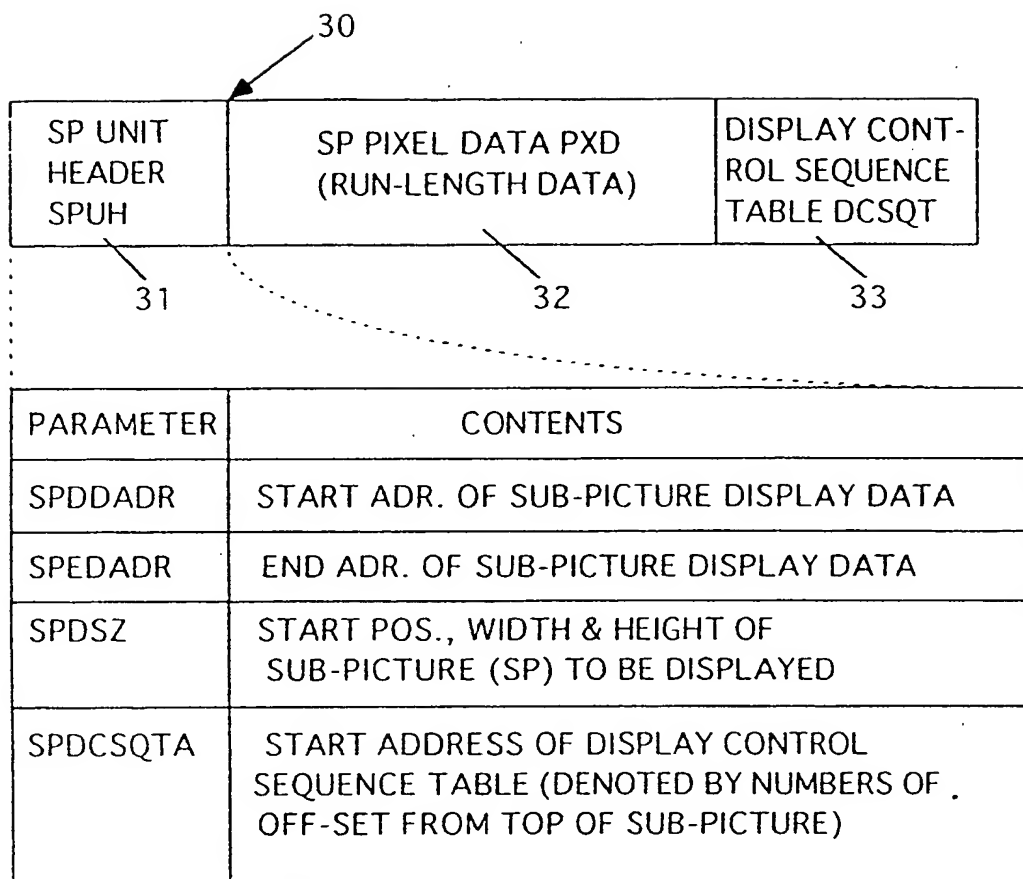 30
SP UNIT
HEADER
SPUH
SP PIXEL DATA PXD
(RUN-LENGTH DATA)
DISPLAY CONT-
ROL SEQUENCE
TABLE DCSQT
31
32
33
PARAMETER CONTENTS
SPDDADR START ADR. OF SUB-PICTURE DISPLAY DATA
SPEDADR END ADR. OF SUB-PICTURE DISPLAY DATA
SPDSZ START POS., WIDTH & HEIGHT OF
SUB-PICTURE (SP) TO BE DISPLAYED
SPDCSQTA START ADDRESS OF DISPLAY CONTROL
SEQUENCE TABLE (DENOTED BY NUMBERS OF
OFF-SET FROM TOP OF SUB-PICTURE)